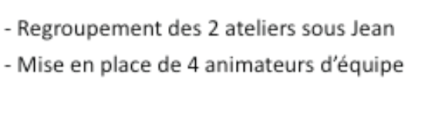 - Regroupement des 2 ateliers sous Jean
- Mise en place de 4 animateurs d’équipe